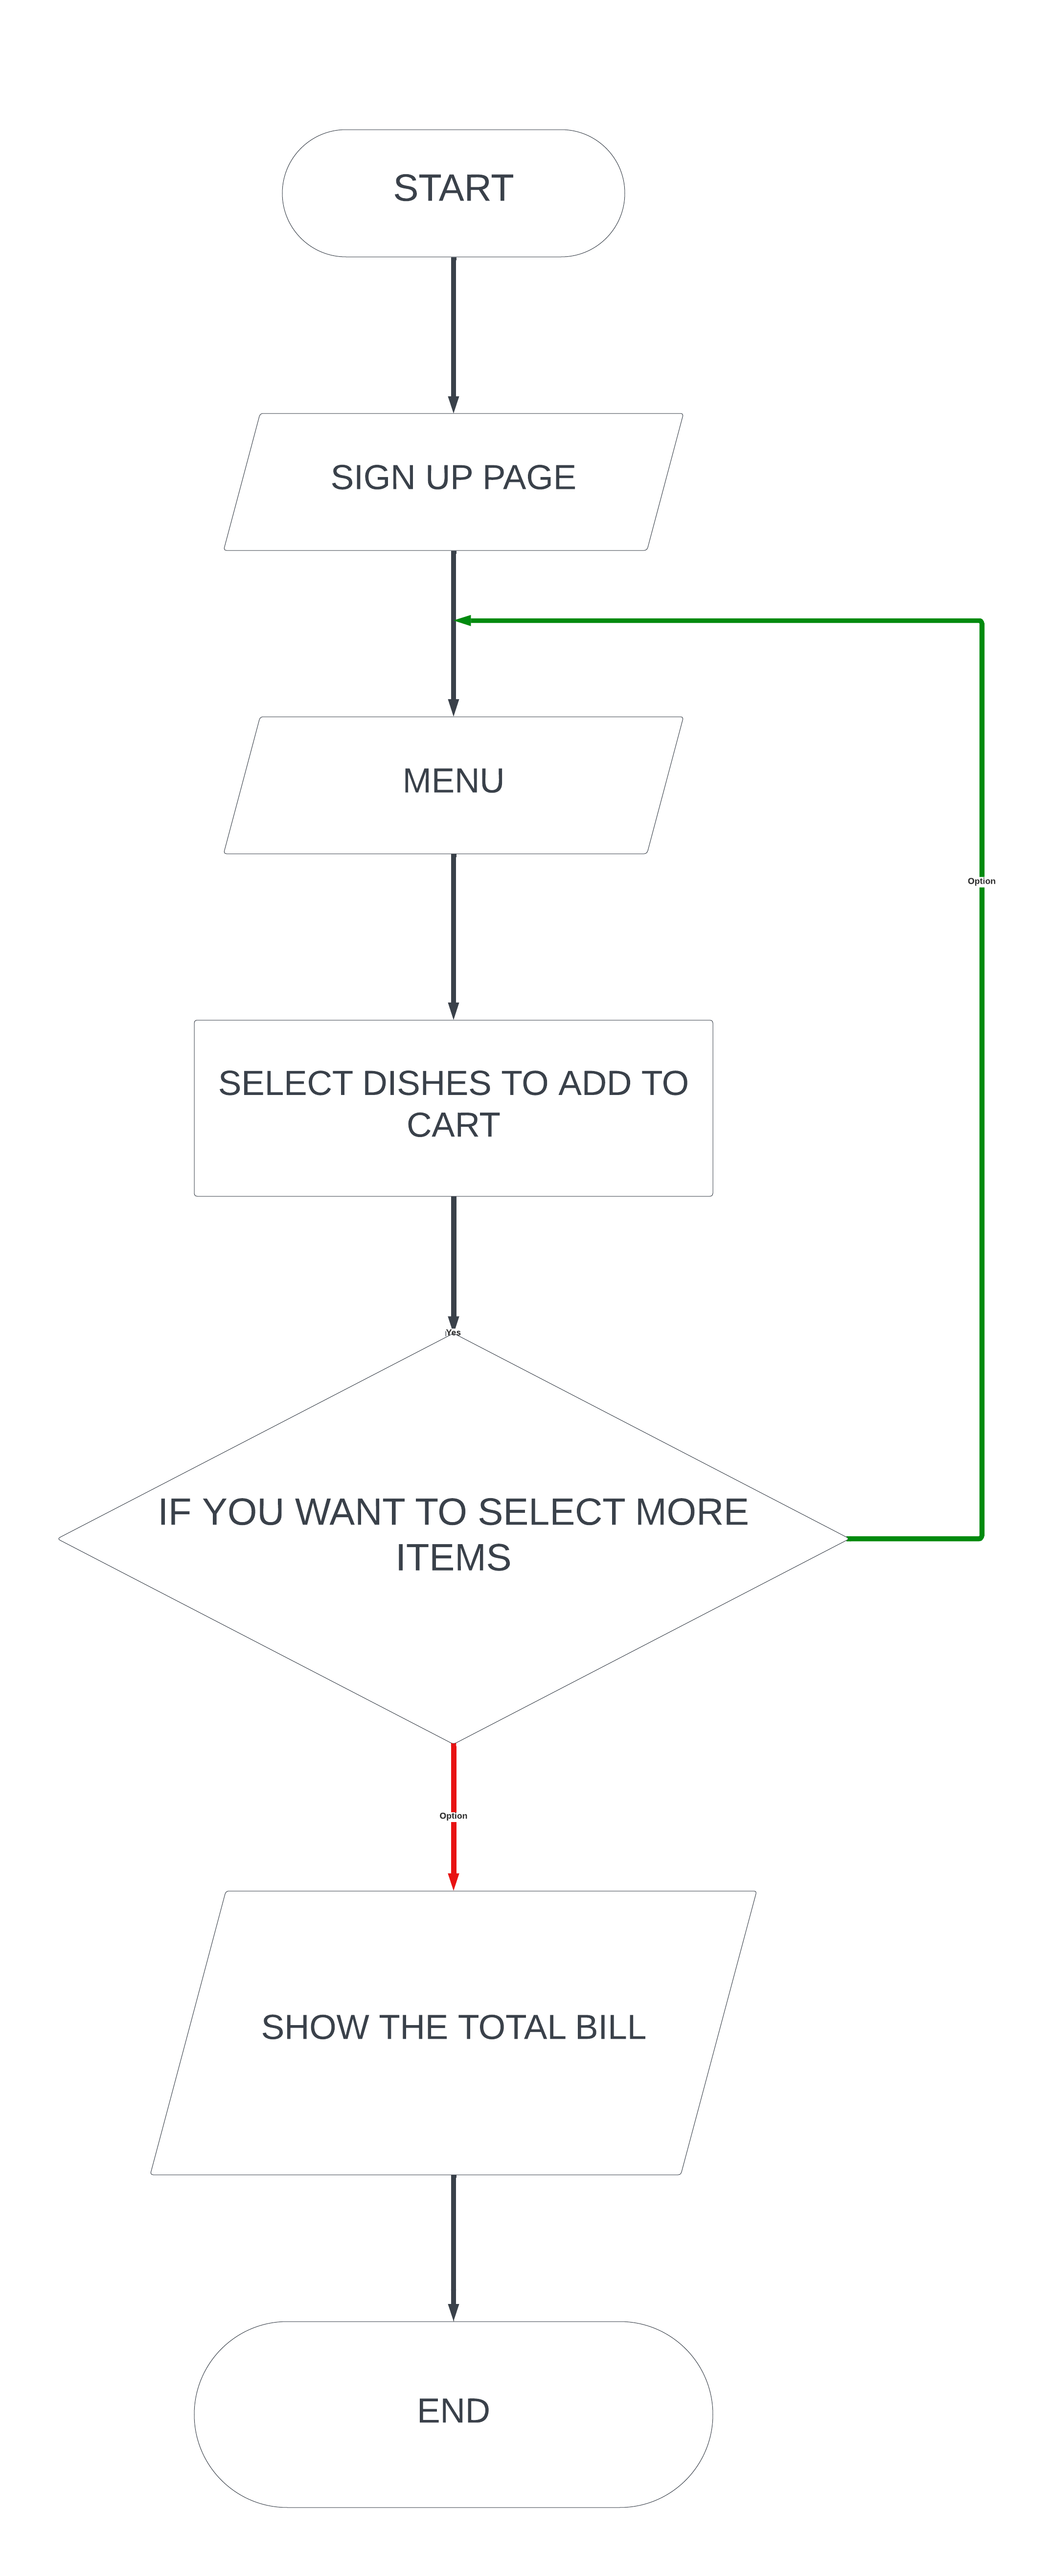 START
SIGN UP PAGE
MENU
Option
SELECT DISHES TO ADD TO
CART
Yes
IF YOU WANT TO SELECT MORE
ITEMS
Option
SHOW THE TOTAL BILL
END